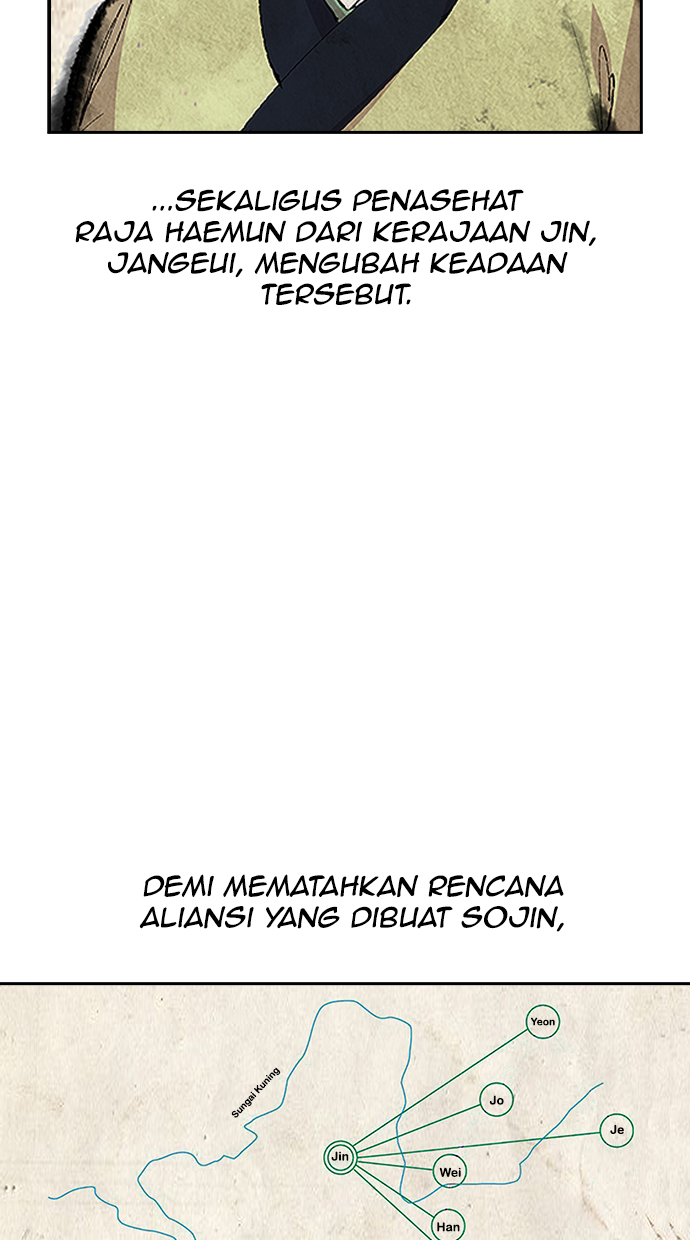 ...SEKALIGUS PENASEHAT
RAJA HAEMUN DARI KERAJAAN JIN,
JANGEUI, MENGUBAH KEADAAN
TERSEBUT.
DEMI MEMATAHKAN RENCANA
ALIANSI YANG DIBUAT SOJIN,
Yeon
Sungai Kuning
Jo
Je
Jin
Wei
Han